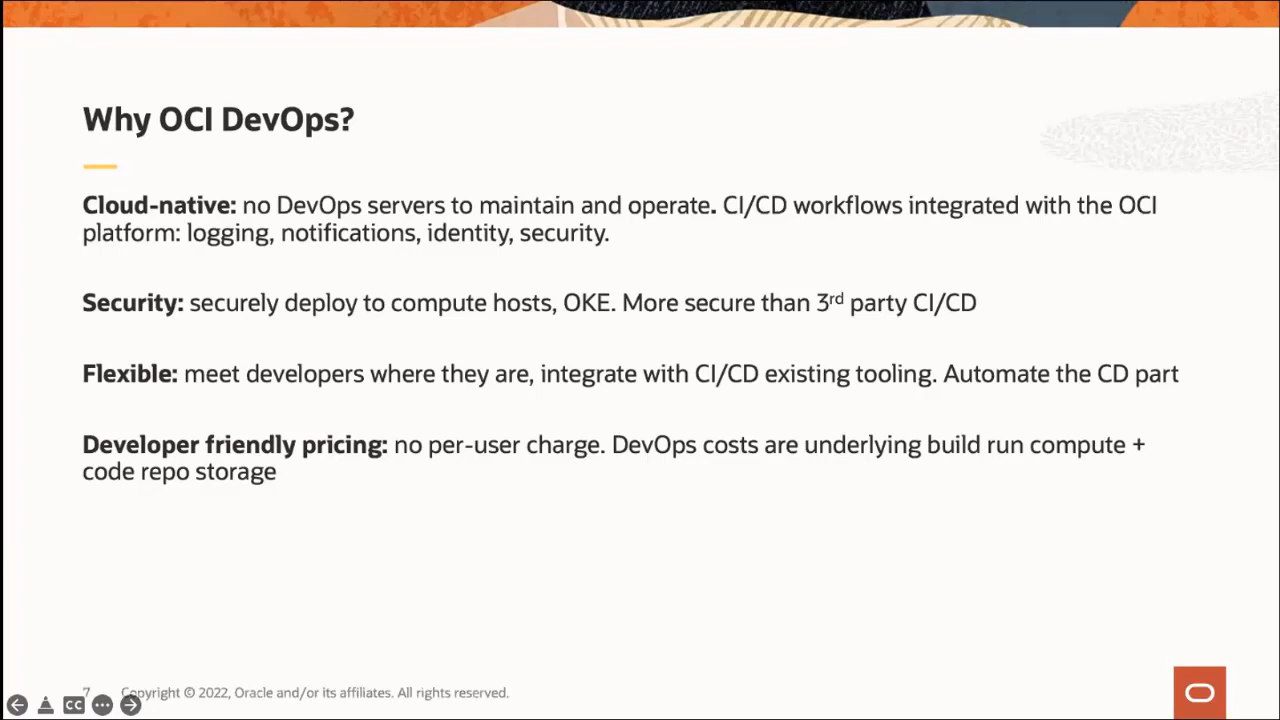 Why OCI DevOps?
Cloud-native: no DevOps servers to maintain and operate. CI/CD workflows integrated with the OCI
platform: logging, notifications, identity, security.
Security: securely deploy to compute hosts, OKE. More secure than 3rd party CI/CD
Flexible: meet developers where they are, integrate with CI/CD existing tooling. Automate the CD part
Developer friendly pricing: no per-user charge. DevOps costs are underlying build run compute +
code repo storage
7 Copyright © 2022, Oracle and/or its affiliates. All rights reserved.
CC